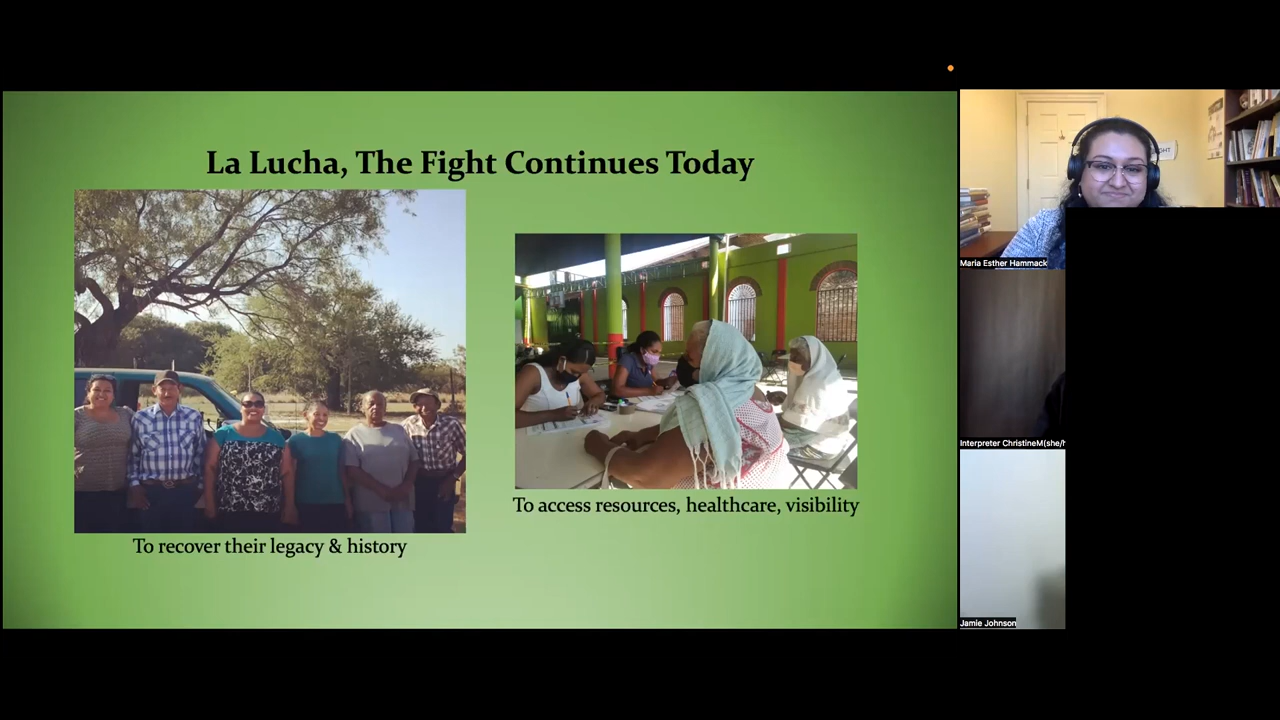 La Lucha, The Fight Continues Today
To access resources, healthcare, visibility
To recover their legacy & history
Maria Esther Hammack
Interpreter ChristineM(she/h
Jamie Johnson